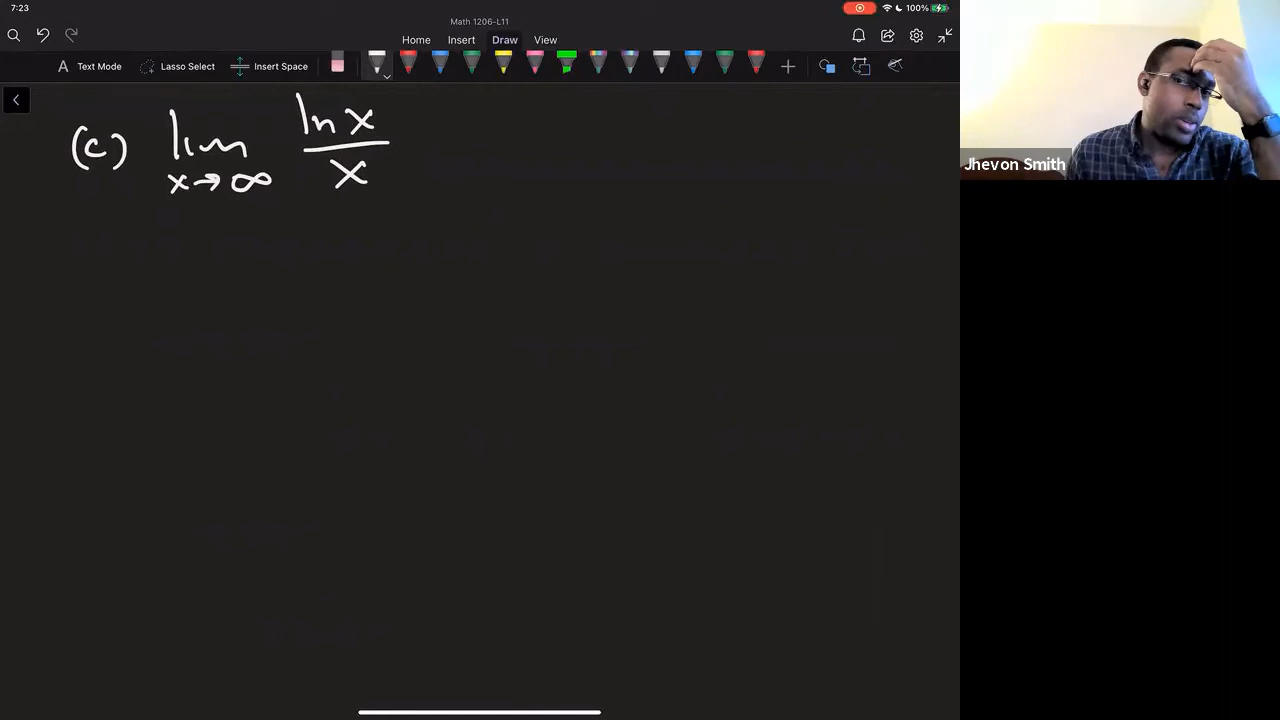 7:23
100%
Math 1206-L11
Home Insert Draw View
Text Mode Lasso Select Insert Space
(c) lim x→∞ ln x / x
Jhevon Smith